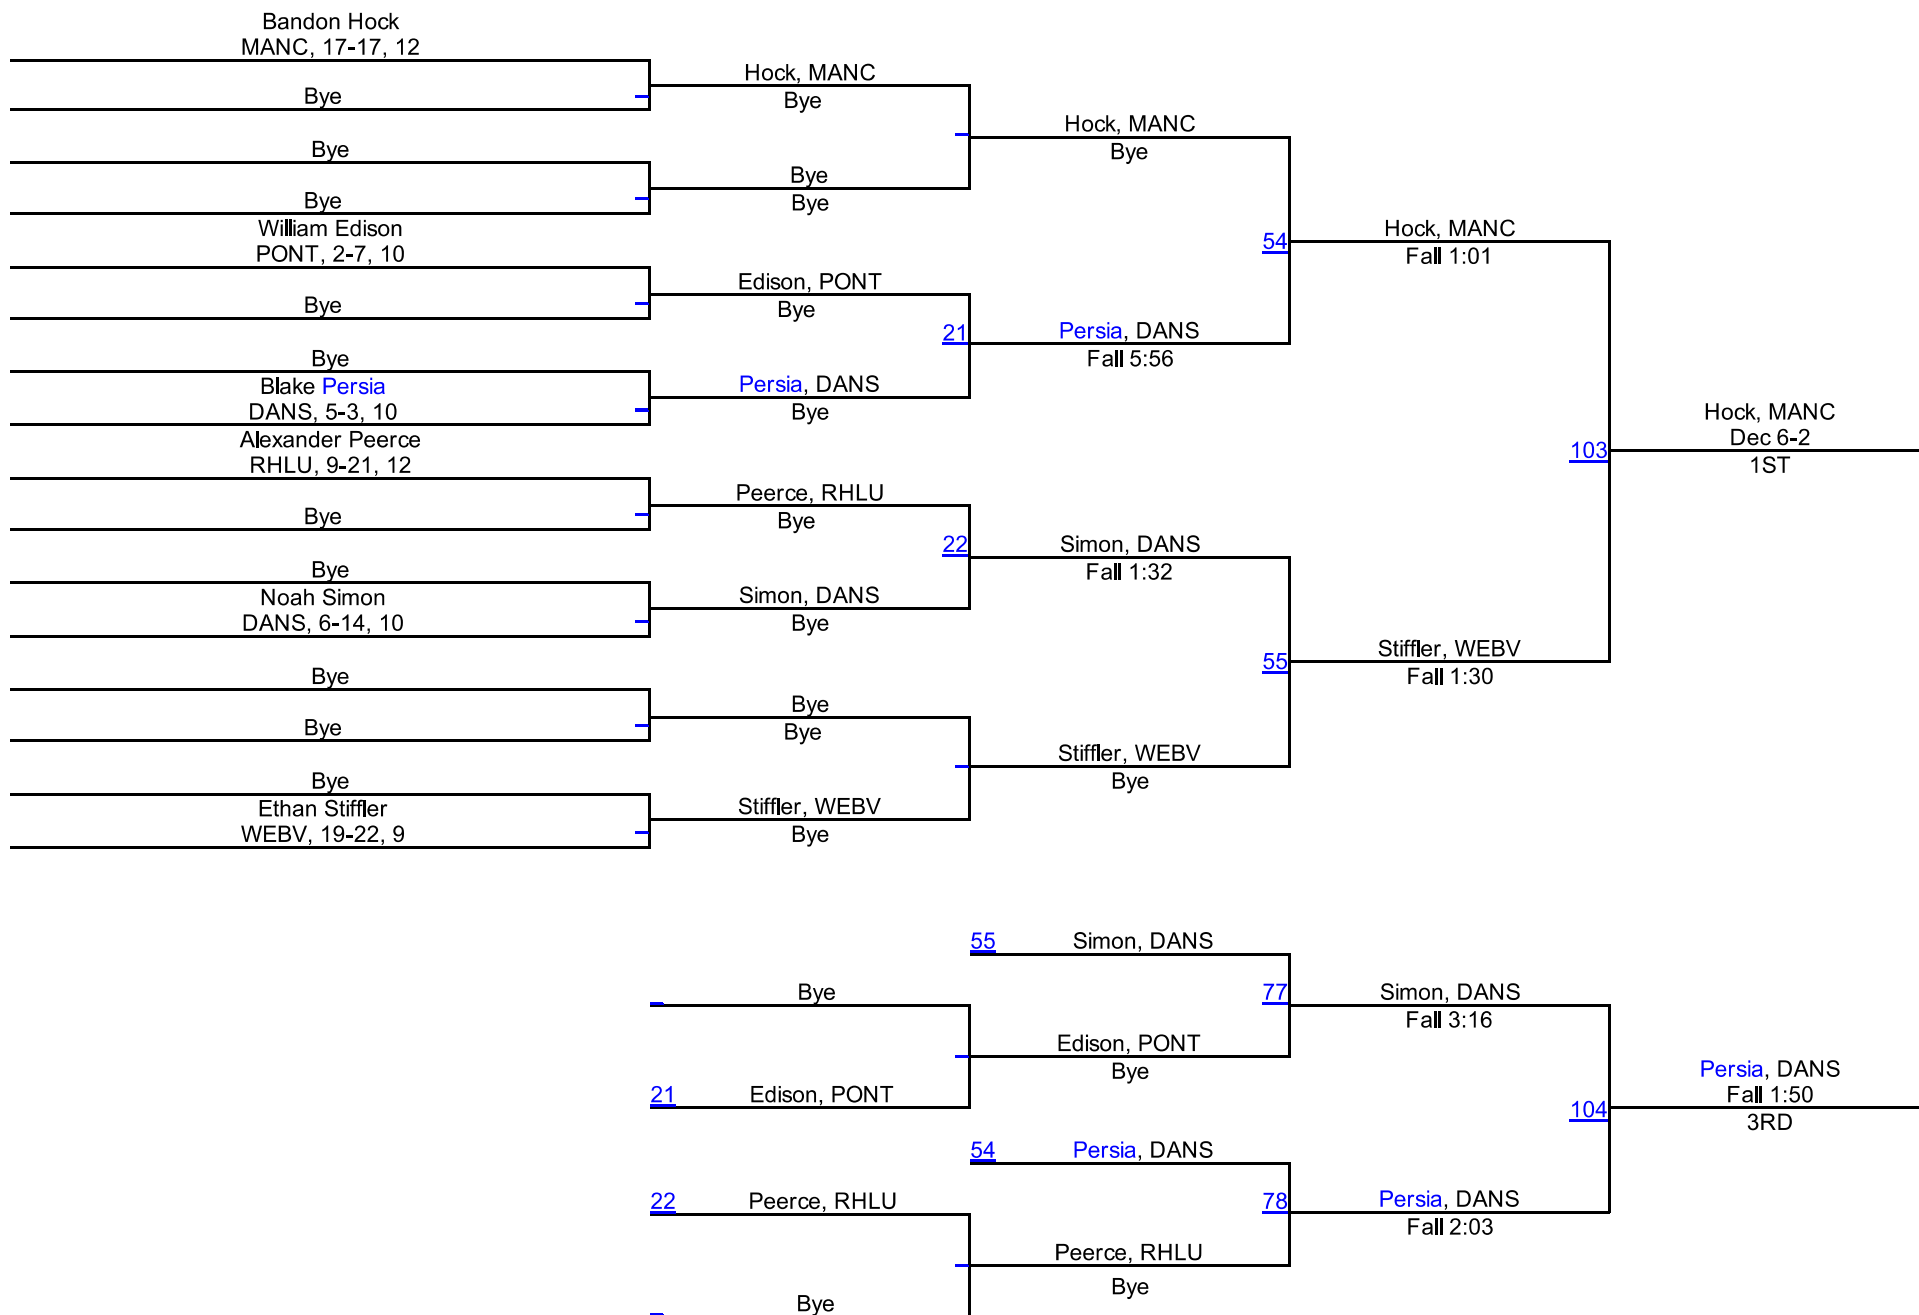 Bandon Hock
MANC, 17-17, 12
Hock, MANC
Bye
Bye
Hock, MANC
Bye
Bye
Bye
Bye
Bye
William Edison
PONT, 2-7, 10
54
Hock, MANC
Fall 1:01
Edison, PONT
Bye
Bye
21
Persia, DANS
Fall 5:56
Bye
Blake Persia
DANS, 5-3, 10
Persia, DANS
Bye
Alexander Peerce
RHLU, 9-21, 12
103
Hock, MANC
Dec 6-2
1ST
Peerce, RHLU
Bye
Bye
22
Simon, DANS
Fall 1:32
Bye
Noah Simon
DANS, 6-14, 10
Simon, DANS
Bye
55
Stiffler, WEBV
Fall 1:30
Bye
Bye
Bye
Bye
Stiffler, WEBV
Bye
Bye
Ethan Stiffler
WEBV, 19-22, 9
Stiffler, WEBV
Bye
55 Simon, DANS
Bye
77
Simon, DANS
Fall 3:16
Edison, PONT
Bye
21 Edison, PONT
104
Persia, DANS
Fall 1:50
3RD
54 Persia, DANS
22 Peerce, RHLU
78
Persia, DANS
Fall 2:03
Peerce, RHLU
Bye
Bye